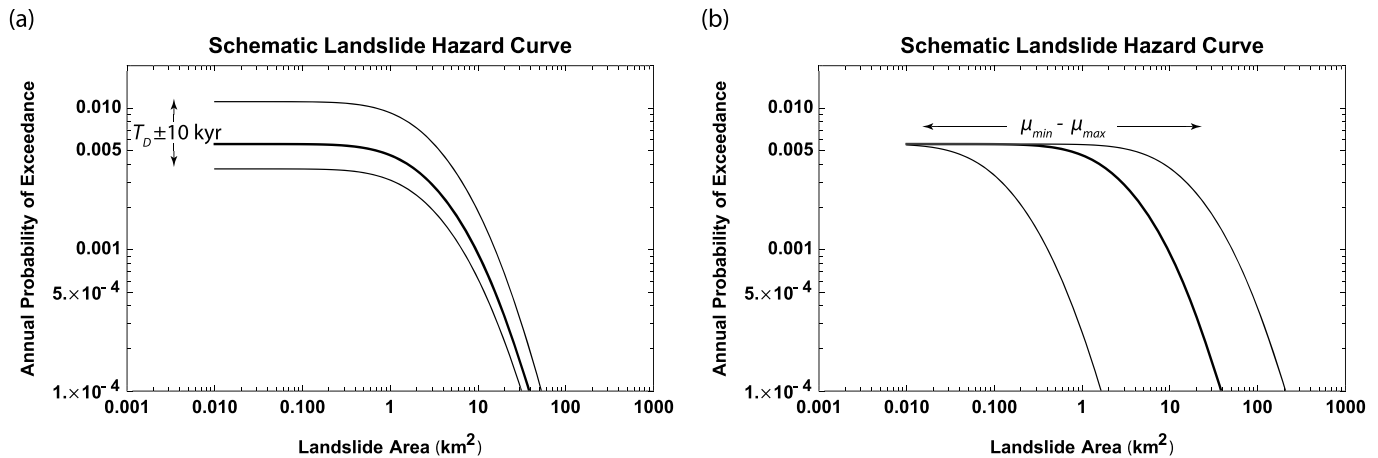 (a)
Schematic Landslide Hazard Curve
Annual Probability of Exceedance
0.010
0.005
0.001
5.×10⁻⁴
1.×10⁻⁴
T_D±10 kyr
0.001 0.010 0.100 1 10 100 1000
Landslide Area (km²)
(b)
Schematic Landslide Hazard Curve
Annual Probability of Exceedance
0.010
0.005
0.001
5.×10⁻⁴
1.×10⁻⁴
μ_min - μ_max
0.001 0.010 0.100 1 10 100 1000
Landslide Area (km²)